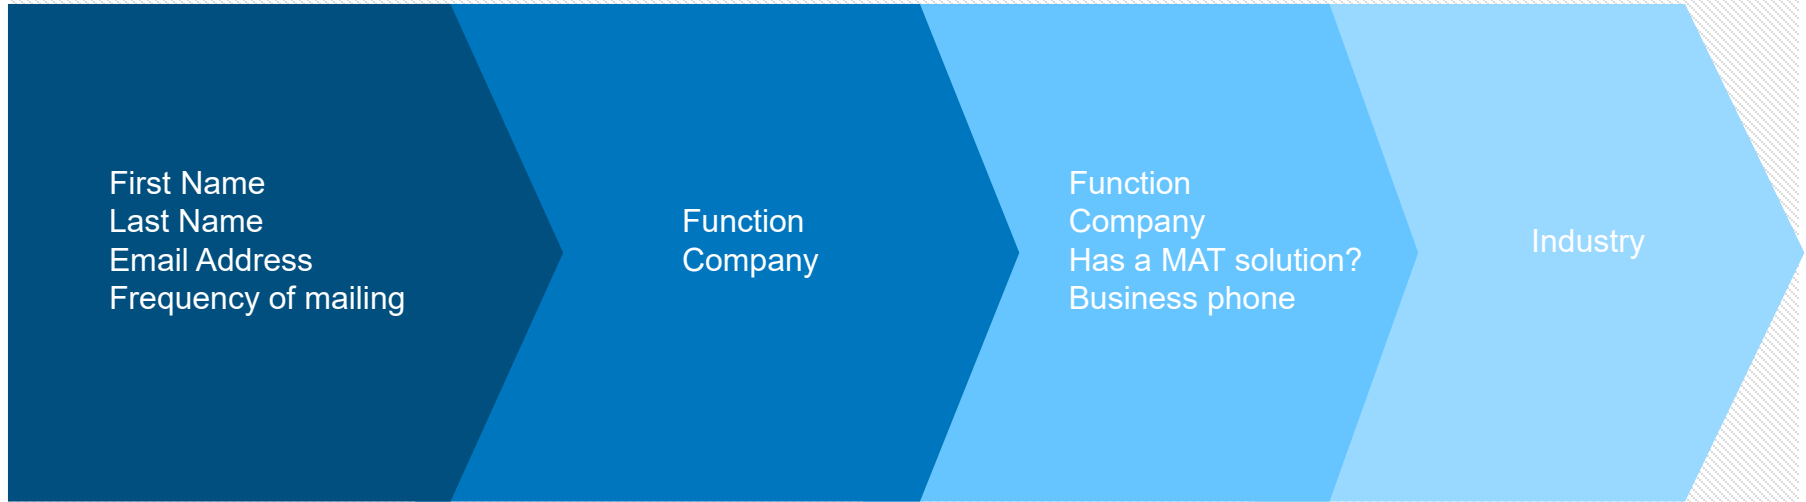 First Name
Last Name
Email Address
Frequency of mailing
Function
Company
Function
Company
Has a MAT solution?
Business phone
Industry